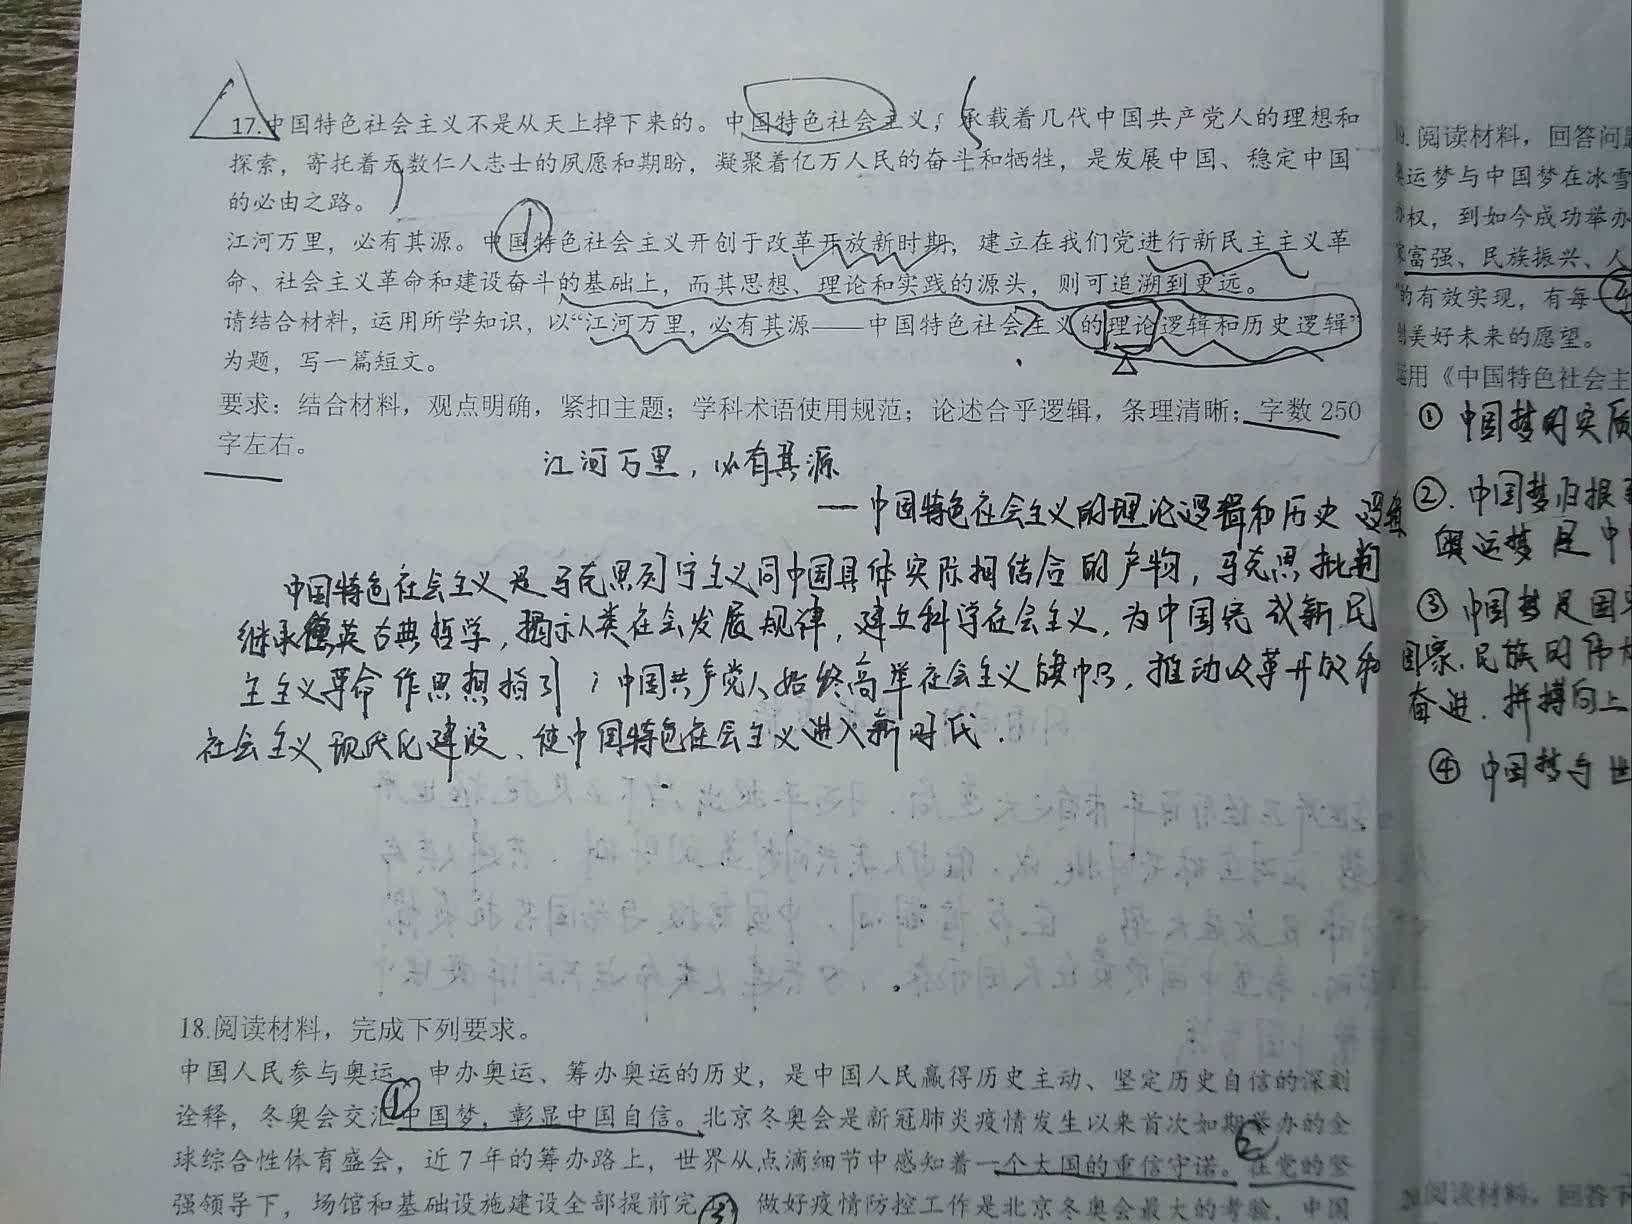 17.中国特色社会主义不是从天上掉下来的。中国特色社会主义，承载着几代中国共产党人的理想和
探索，寄托着无数仁人志士的夙愿和期盼，凝聚着亿万人民的奋斗和牺牲，是发展中国、稳定中国
的必由之路。
①
江河万里，必有其源。中国特色社会主义开创于改革开放新时期，建立在我们党进行新民主主义革
命、社会主义革命和建设奋斗的基础上，而其思想、理论和实践的源头，则可追溯到更远。
请结合材料，运用所学知识，以“江河万里，必有其源——中国特色社会主义的理论逻辑和历史逻辑”
为题，写一篇短文。
要求：结合材料，观点明确，紧扣主题；学科术语使用规范；论述合乎逻辑，条理清晰；字数 250
字左右。
江河万里，必有其源
—中国特色社会主义的理论逻辑和历史逻辑
中国特色社会主义是马克思列宁主义同中国具体实际相结合的产物，马克思批判
继承德英古典哲学，揭示人类社会发展规律，建立科学社会主义，为中国完成新民
主主义革命作思想指引；中国共产党人始终高举社会主义旗帜，推动改革开放和
社会主义现代化建设、使中国特色社会主义进入新时代．
18.阅读材料，完成下列要求。
中国人民参与奥运、申办奥运、筹办奥运的历史，是中国人民赢得历史主动、坚定历史自信的深刻
①
诠释，冬奥会交汇中国梦，彰显中国自信。北京冬奥会是新冠肺炎疫情发生以来首次如期举办的全
②
球综合性体育盛会，近 7 年的筹办路上，世界从点滴细节中感知着一个大国的重信守诺。在党的坚
强领导下，场馆和基础设施建设全部提前完 ③ 做好疫情防控工作是北京冬奥会最大的考验，中国
阅读材料，回答问题
奥运梦与中国梦在冰雪
办权，到如今成功举办
富强、民族振兴、人
的有效实现，有每一 ②
美好未来的愿望。
运用《中国特色社会主
① 中国梦的实质
②．中国梦归根
奥运梦是中
③ 中国梦是国
国家、民族的伟大
奋进．拼搏向上
④ 中国梦与世
阅读材料，回答